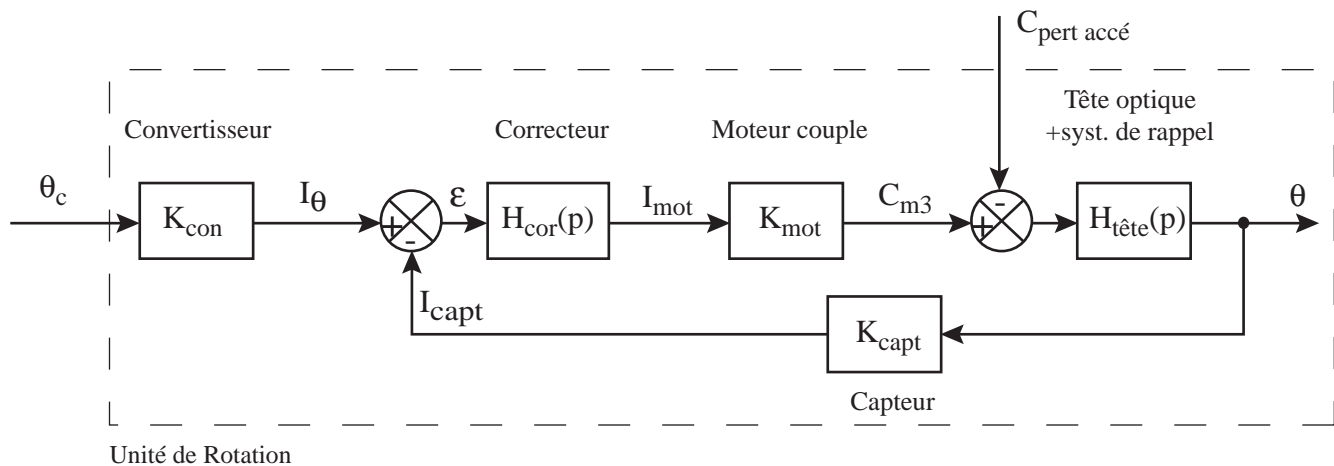 C_pert accé
Tête optique
+syst. de rappel
Convertisseur
Correcteur
Moteur couple
θ_c
K_con
I_θ
+
-
ε
H_cor(p)
I_mot
K_mot
C_m3
+
-
H_tête(p)
θ
I_capt
K_capt
Capteur
Unité de Rotation